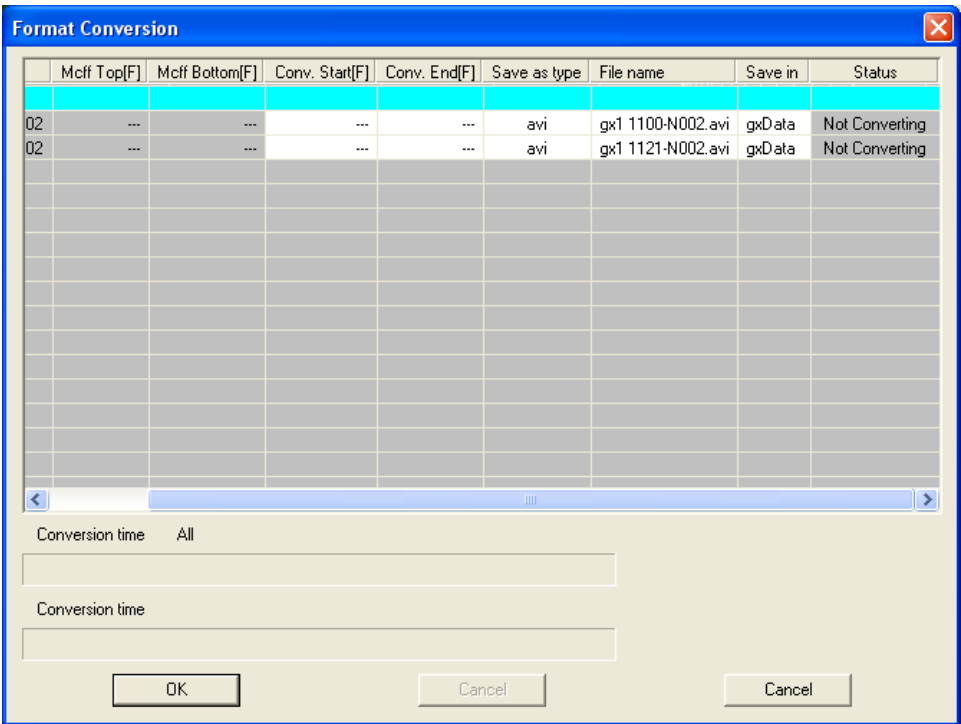 Format Conversion
Mcff Top[F] Mcff Bottom[F] Conv. Start[F] Conv. End[F] Save as type File name Save in Status
02 --- --- --- --- avi gx1 1100-N002.avi gxData Not Converting
02 --- --- --- --- avi gx1 1121-N002.avi gxData Not Converting
Conversion time All
Conversion time
OK Cancel Cancel